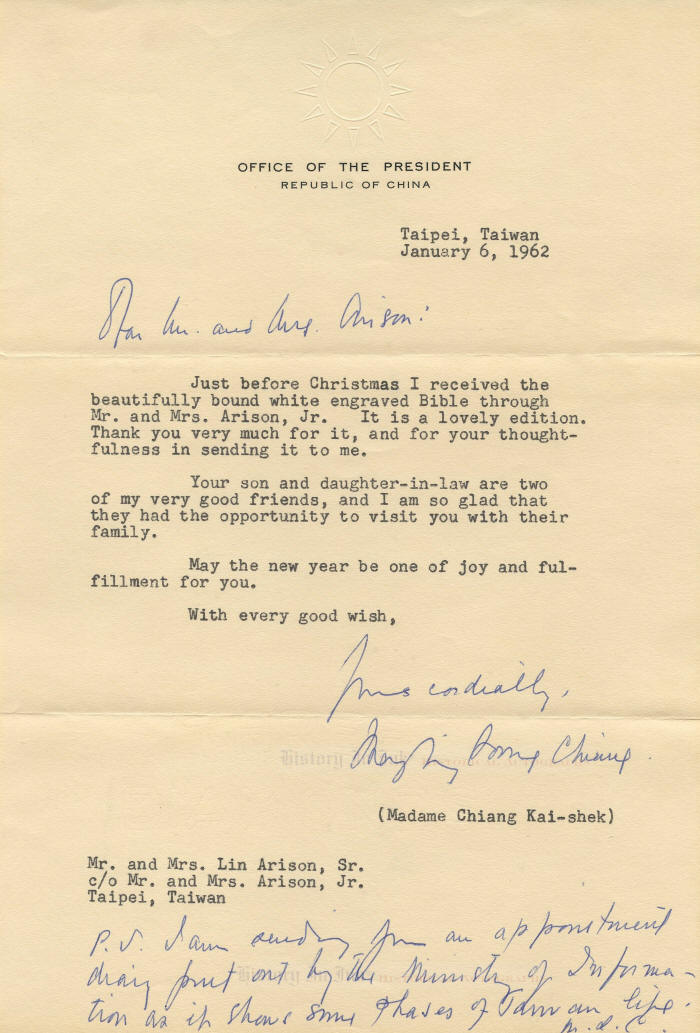 OFFICE OF THE PRESIDENT
REPUBLIC OF CHINA
Taipei, Taiwan
January 6, 1962
Dear Mr. and Mrs. Arison:
Just before Christmas I received the
beautifully bound white engraved Bible through
Mr. and Mrs. Arison, Jr. It is a lovely edition.
Thank you very much for it, and for your thought-
fulness in sending it to me.
Your son and daughter-in-law are two
of my very good friends, and I am so glad that
they had the opportunity to visit you with their
family.
May the new year be one of joy and ful-
fillment for you.
With every good wish,
Yours cordially,
Mayling Soong Chiang
(Madame Chiang Kai-shek)
Mr. and Mrs. Lin Arison, Sr.
c/o Mr. and Mrs. Arison, Jr.
Taipei, Taiwan
P.S. I am sending you an appointment
diary put out by the Ministry of Informa-
tion as it shows some phases of Taiwan life.
M.S.C.